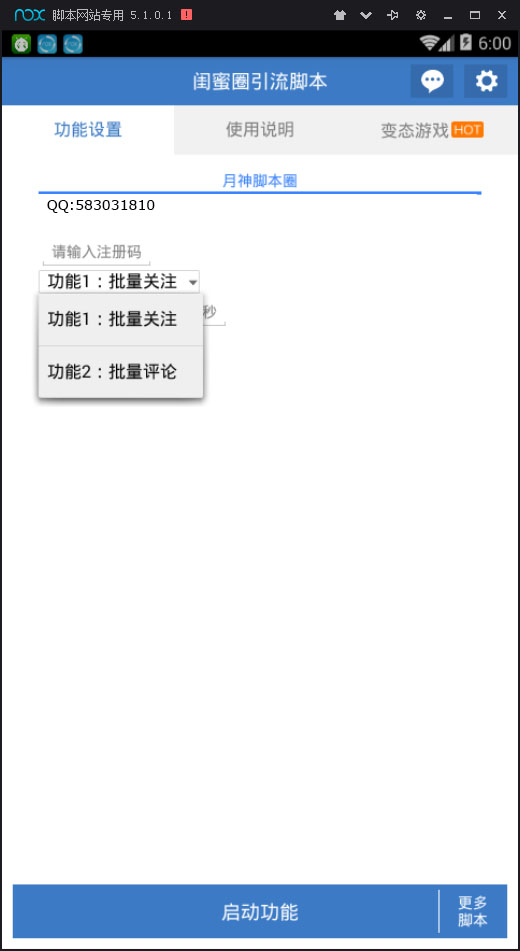 nox 脚本网站专用 5.1.0.1
6:00
闺蜜圈引流脚本
功能设置
使用说明
变态游戏 HOT
月神脚本圈
QQ:583031810
请输入注册码
功能1：批量关注
功能1：批量关注
秒
功能2：批量评论
启动功能
更多
脚本